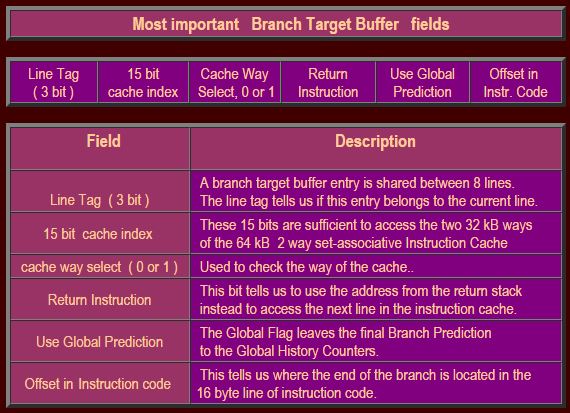 Most important Branch Target Buffer fields
Line Tag
( 3 bit )
15 bit
cache index
Cache Way
Select, 0 or 1
Return
Instruction
Use Global
Prediction
Offset in
Instr. Code
Field
Description
Line Tag ( 3 bit )
A branch target buffer entry is shared between 8 lines.
The line tag tells us if this entry belongs to the current line.
15 bit cache index
These 15 bits are sufficient to access the two 32 kB ways
of the 64 kB 2 way set-associative Instruction Cache
cache way select ( 0 or 1 )
Used to check the way of the cache..
Return Instruction
This bit tells us to use the address from the return stack
instead to access the next line in the instruction cache.
Use Global Prediction
The Global Flag leaves the final Branch Prediction
to the Global History Counters.
Offset in Instruction code
This tells us where the end of the branch is located in the
16 byte line of instruction code.